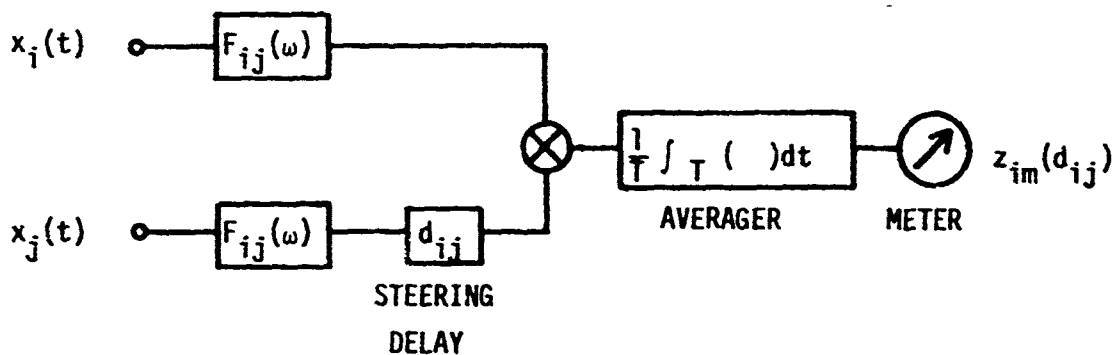 x_i(t)
F_ij(ω)
1/T ∫_T ( )dt
z_im(d_ij)
AVERAGER
METER
x_j(t)
F_ij(ω)
d_ij
STEERING
DELAY